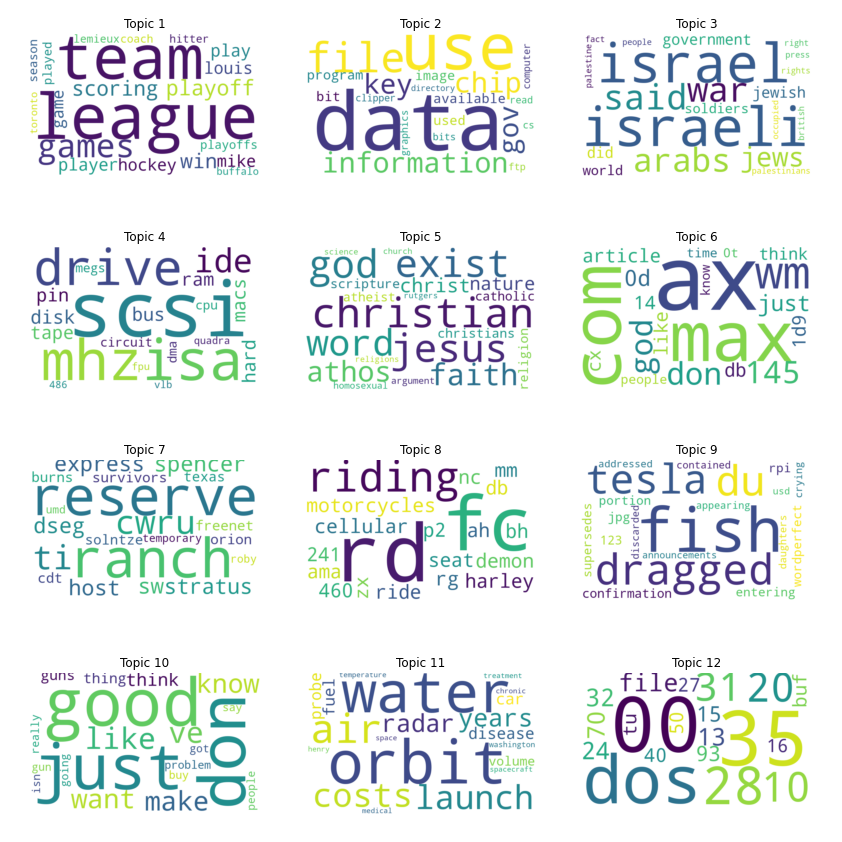 Topic 1
lemieux coach hitter
season played team play
louis
scoring playoff
toronto game league
games playoffs
player hockey win mike
buffalo
Topic 2
file use computer
program key image chip
directory
bit clipper available gov
data read
graphics used
bits cs
information ftp
Topic 3
fact people government right
palestine israel press
rights
said war jewish
soldiers
israeli occupied british
did arabs jews
world palestinians
Topic 4
drive ide
megs ram
pin scsi macs
disk bus cpu
tape
circuit quadra
mhz isa dma hard
fpu
486 vlb
Topic 5
science church
god exist
scripture christ nature
atheist rutgers catholic
christian
word jesus christians
religions religion
athos faith
homosexual argument
Topic 6
article time 0t think
com 0d ax know wm
14 just
cx god like max 1d9
people don db 145
Topic 7
express spencer
burns survivors texas
reserve
umd
dseg cwru freenet
solntze temporary orion
ti ranch roby
cdt host swstratus
Topic 8
riding nc mm
db
motorcycles fc
cellular p2 ah bh
241 rd seat demon
ama rg harley
460 zx ride
Topic 9
addressed contained rpi
tesla du usd crying
portion appearing
supersedes jpg fish
123 discarded announcements daughters wordperfect
dragged
confirmation entering
Topic 10
guns thing think know
good don say
really like ve
isn gun going just got
problem
buy
want make people
Topic 11
temperature treatment
probe fuel water chronic
car
air radar years
space disease
henry orbit washington
volume
spacecraft
costs launch
medical
Topic 12
32 file 27 31 20 buf
70 tu 00 50 15 35
13
24 40 93 16
dos 28 10